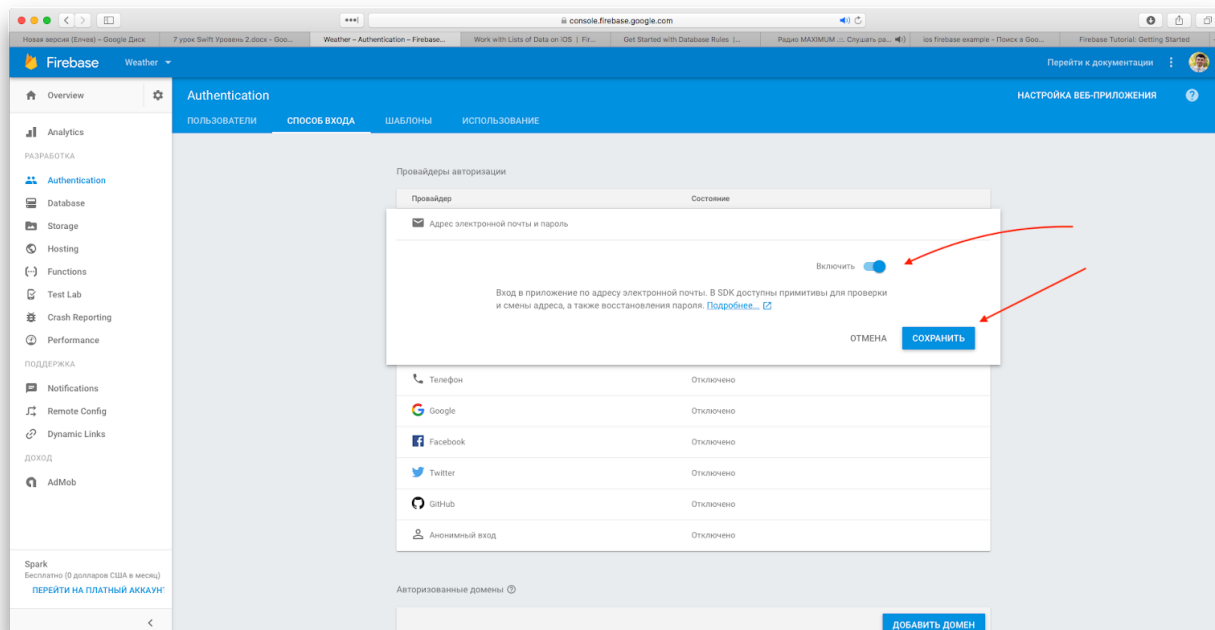 console.firebase.google.com
Новая версия (Елчеа) – Google Диск
7 урок Swift Уровень 2.docx - Goo...
Weather – Authentication – Firebase...
Work with Lists of Data on iOS | Fir...
Get Started with Database Rules |...
Радио MAXIMUM .::. Слушать ра...
ios firebase example - Поиск в Goo...
Firebase Tutorial: Getting Started
Firebase
Weather
Перейти к документации
Overview
Authentication
НАСТРОЙКА ВЕБ-ПРИЛОЖЕНИЯ
ПОЛЬЗОВАТЕЛИ
СПОСОБ ВХОДА
ШАБЛОНЫ
ИСПОЛЬЗОВАНИЕ
Analytics
РАЗРАБОТКА
Authentication
Database
Storage
Hosting
Functions
Test Lab
Crash Reporting
Performance
ПОДДЕРЖКА
Notifications
Remote Config
Dynamic Links
ДОХОД
AdMob
Spark
Бесплатно (0 долларов США в месяц)
ПЕРЕЙТИ НА ПЛАТНЫЙ АККАУНТ
Провайдеры авторизации
Провайдер
Состояние
Адрес электронной почты и пароль
Включить
Вход в приложение по адресу электронной почты. В SDK доступны примитивы для проверки
и смены адреса, а также восстановления пароля. Подробнее...
ОТМЕНА
СОХРАНИТЬ
Телефон
Отключено
Google
Отключено
Facebook
Отключено
Twitter
Отключено
GitHub
Отключено
Анонимный вход
Отключено
Авторизованные домены
ДОБАВИТЬ ДОМЕН